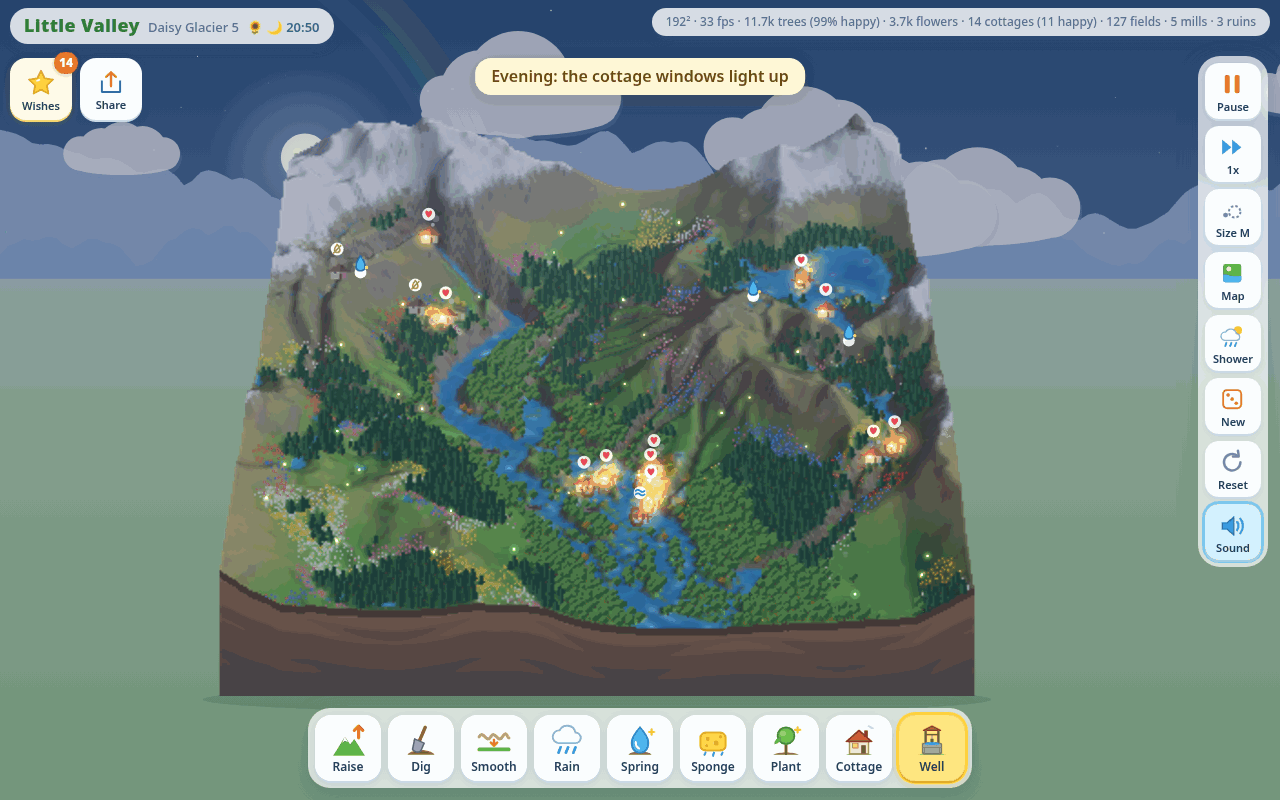 Little Valley Daisy Glacier 5 20:50
192² · 33 fps · 11.7k trees (99% happy) · 3.7k flowers · 14 cottages (11 happy) · 127 fields · 5 mills · 3 ruins
14
Wishes
Share
Evening: the cottage windows light up
Pause
1x
Size M
Map
Shower
New
Reset
Sound
Raise
Dig
Smooth
Rain
Spring
Sponge
Plant
Cottage
Well